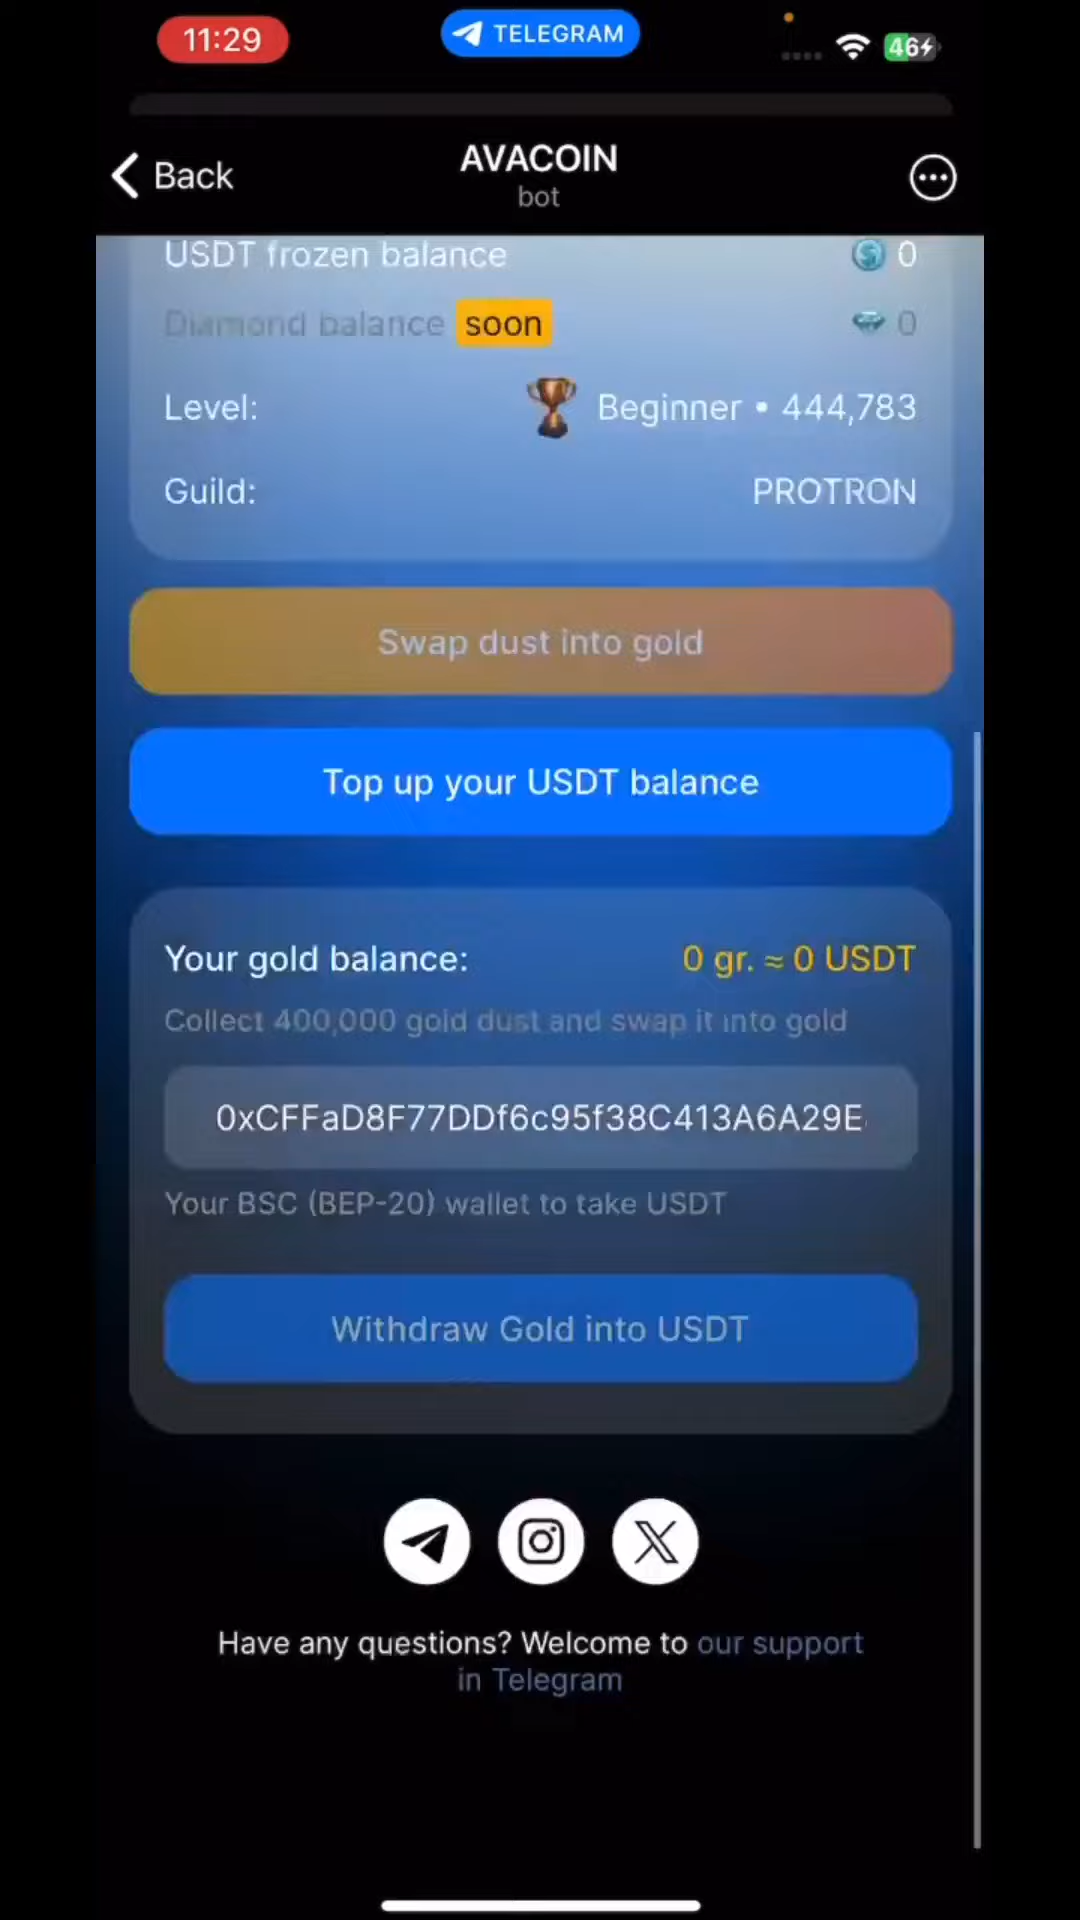 11:29
TELEGRAM
46
Back
AVACOIN
bot
USDT frozen balance 0
Diamond balance soon 0
Level: Beginner • 444,783
Guild: PROTRON
Swap dust into gold
Top up your USDT balance
Your gold balance: 0 gr. ≈ 0 USDT
Collect 400,000 gold dust and swap it into gold
0xCFFaD8F77DDf6c95f38C413A6A29E
Your BSC (BEP-20) wallet to take USDT
Withdraw Gold into USDT
Have any questions? Welcome to our support
in Telegram